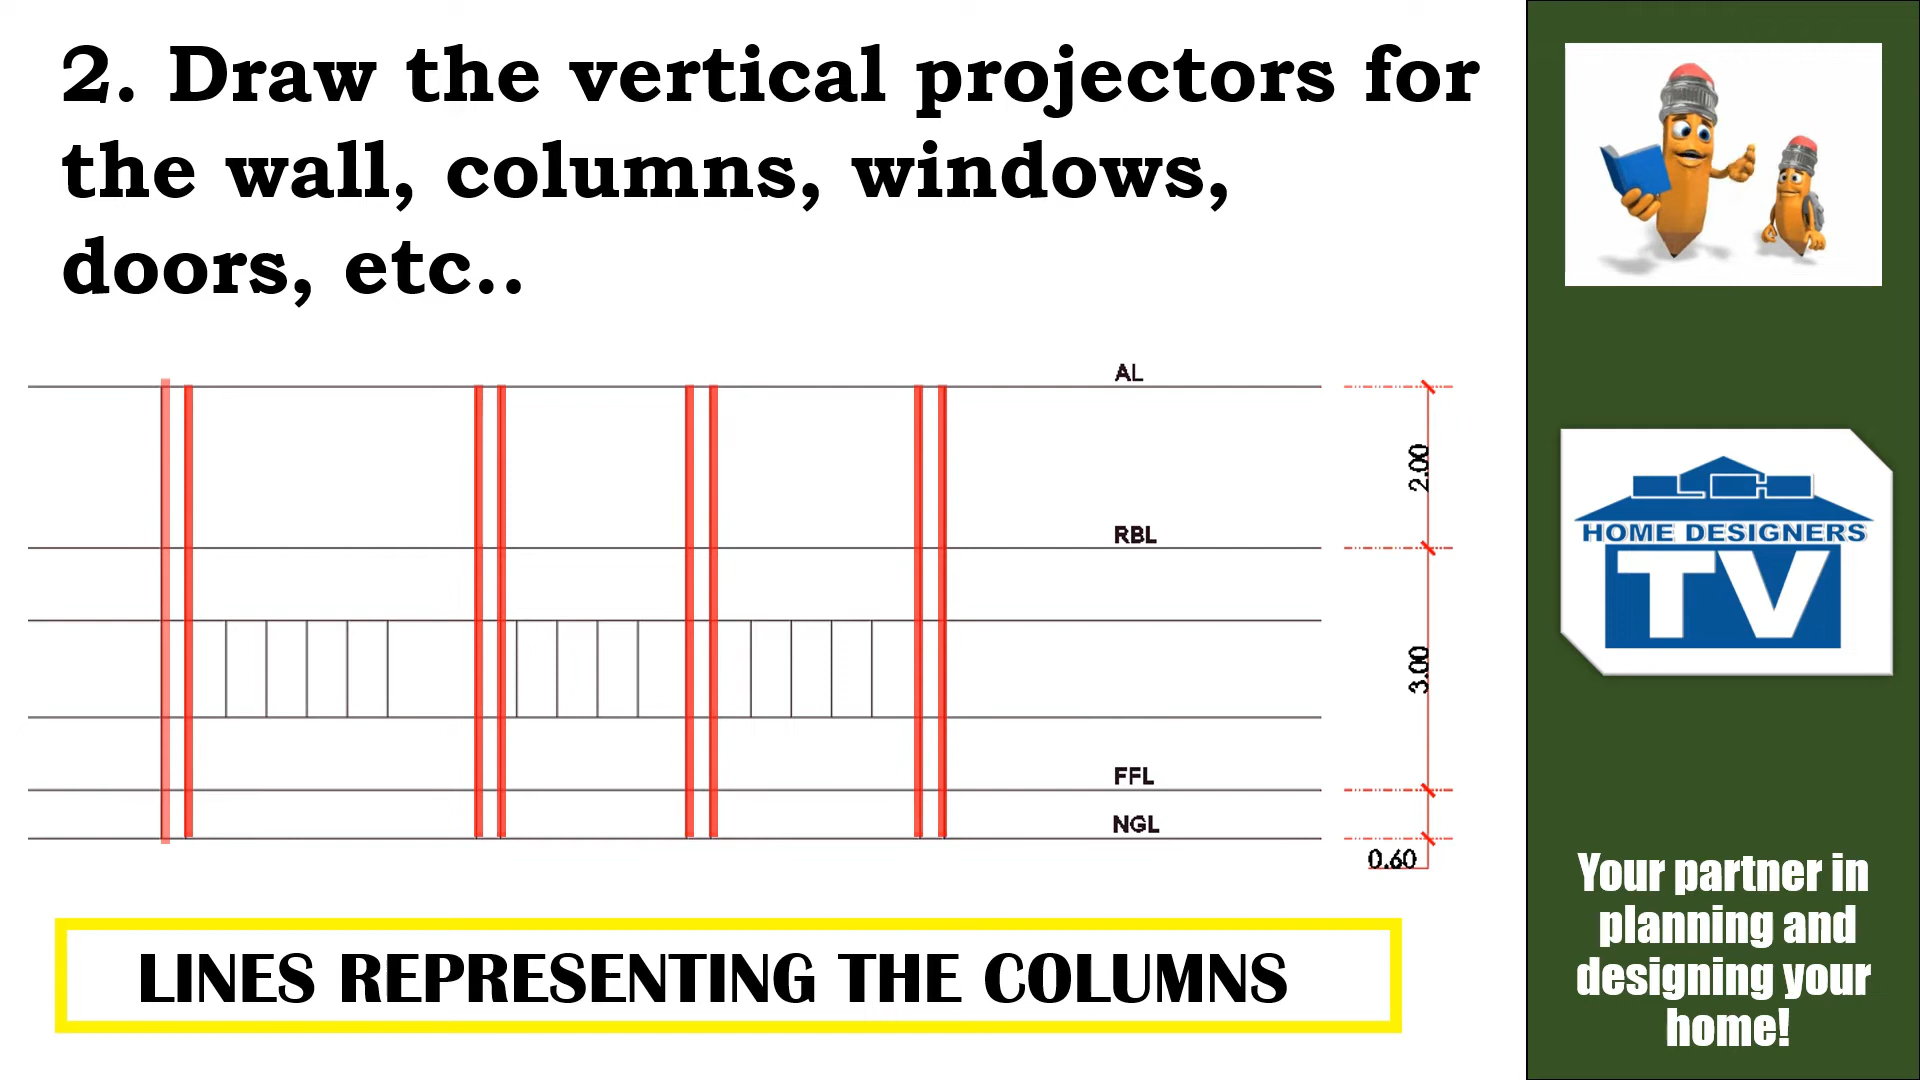 2. Draw the vertical projectors for
the wall, columns, windows,
doors, etc..
AL
2.00
RBL
3.00
FFL
NGL
0.60
LINES REPRESENTING THE COLUMNS
LCH
HOME DESIGNERS
TV
Your partner in
planning and
designing your
home!